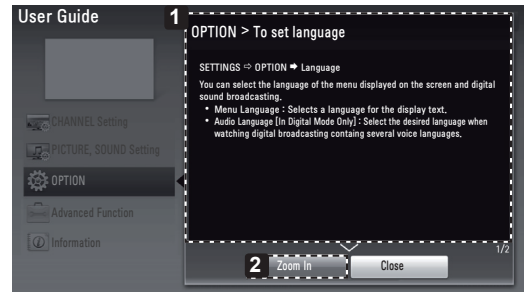 User Guide
1
OPTION > To set language
SETTINGS ⇨ OPTION ➡ Language
You can select the language of the menu displayed on the screen and digital
sound broadcasting.
• Menu Language : Selects a language for the display text.
• Audio Language [In Digital Mode Only] : Select the desired language when
watching digital broadcasting containg several voice languages.
CHANNEL Setting
PICTURE, SOUND Setting
OPTION
Advanced Function
Information
1/2
2
Zoom In
Close